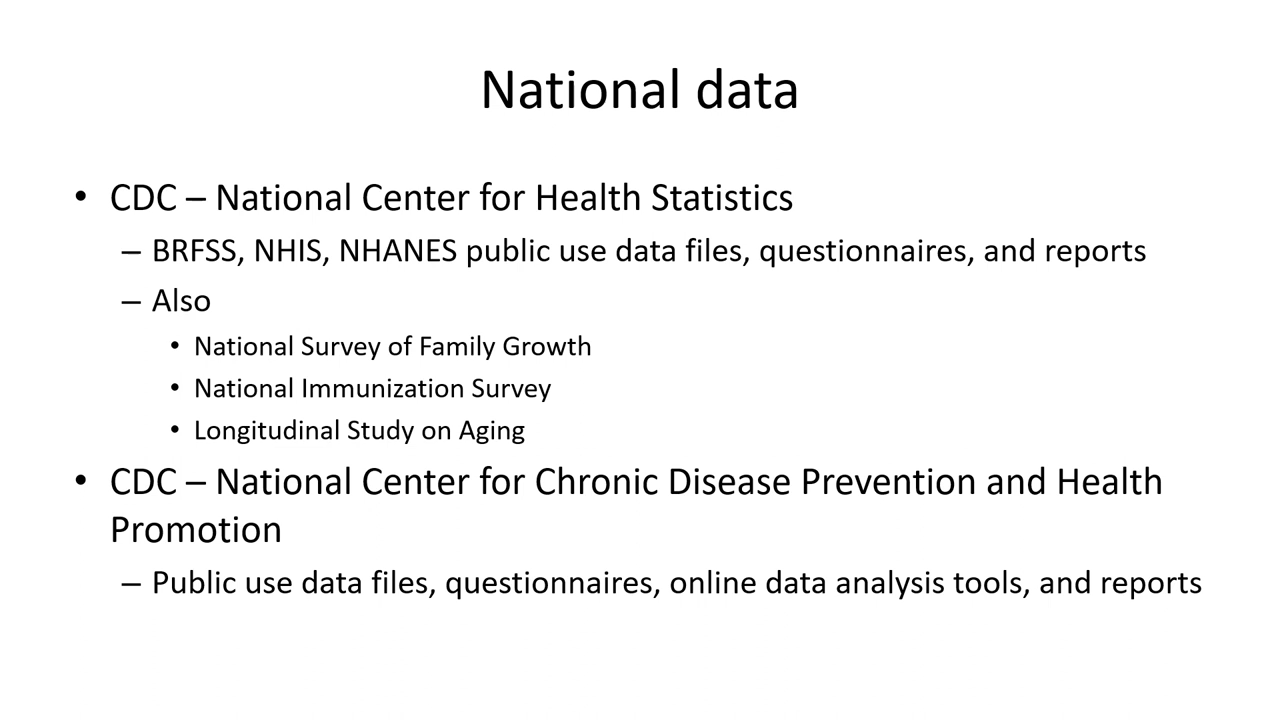 National data
• CDC – National Center for Health Statistics
– BRFSS, NHIS, NHANES public use data files, questionnaires, and reports
– Also
• National Survey of Family Growth
• National Immunization Survey
• Longitudinal Study on Aging
• CDC – National Center for Chronic Disease Prevention and Health
Promotion
– Public use data files, questionnaires, online data analysis tools, and reports